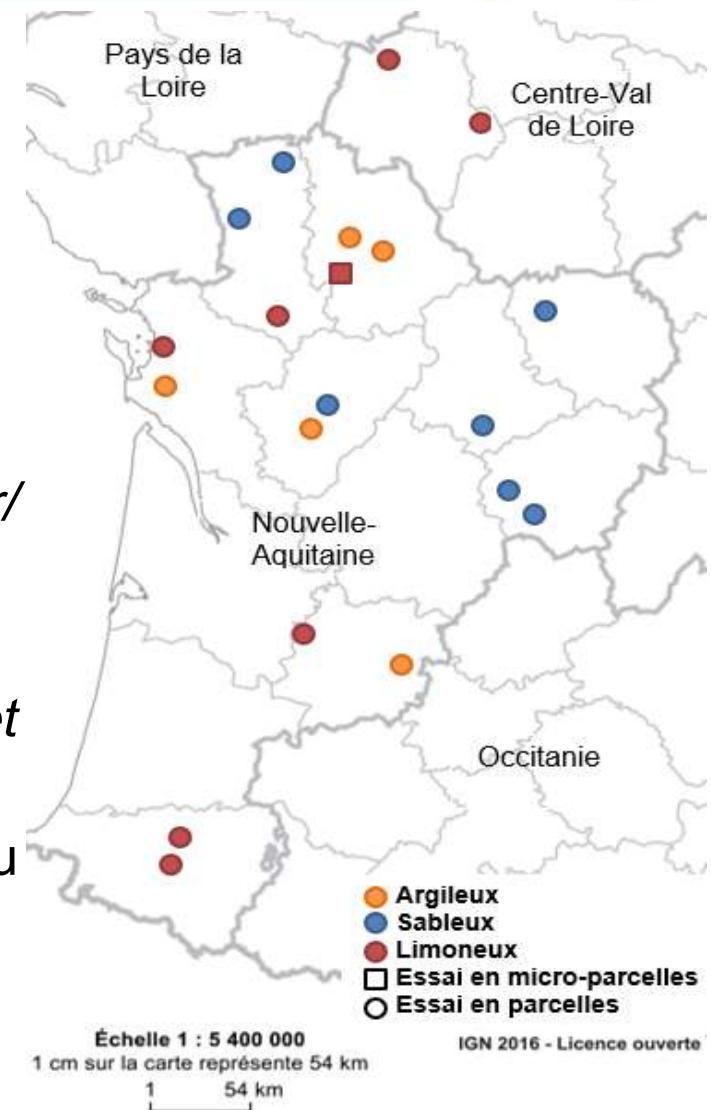 Pays de la
Loire
Centre-Val
de Loire
r/
Nouvelle-
Aquitaine
et
Occitanie
u
Argileux
Sableux
Limoneux
Essai en micro-parcelles
Essai en parcelles
Échelle 1 : 5 400 000
1 cm sur la carte représente 54 km
1 54 km
IGN 2016 - Licence ouverte